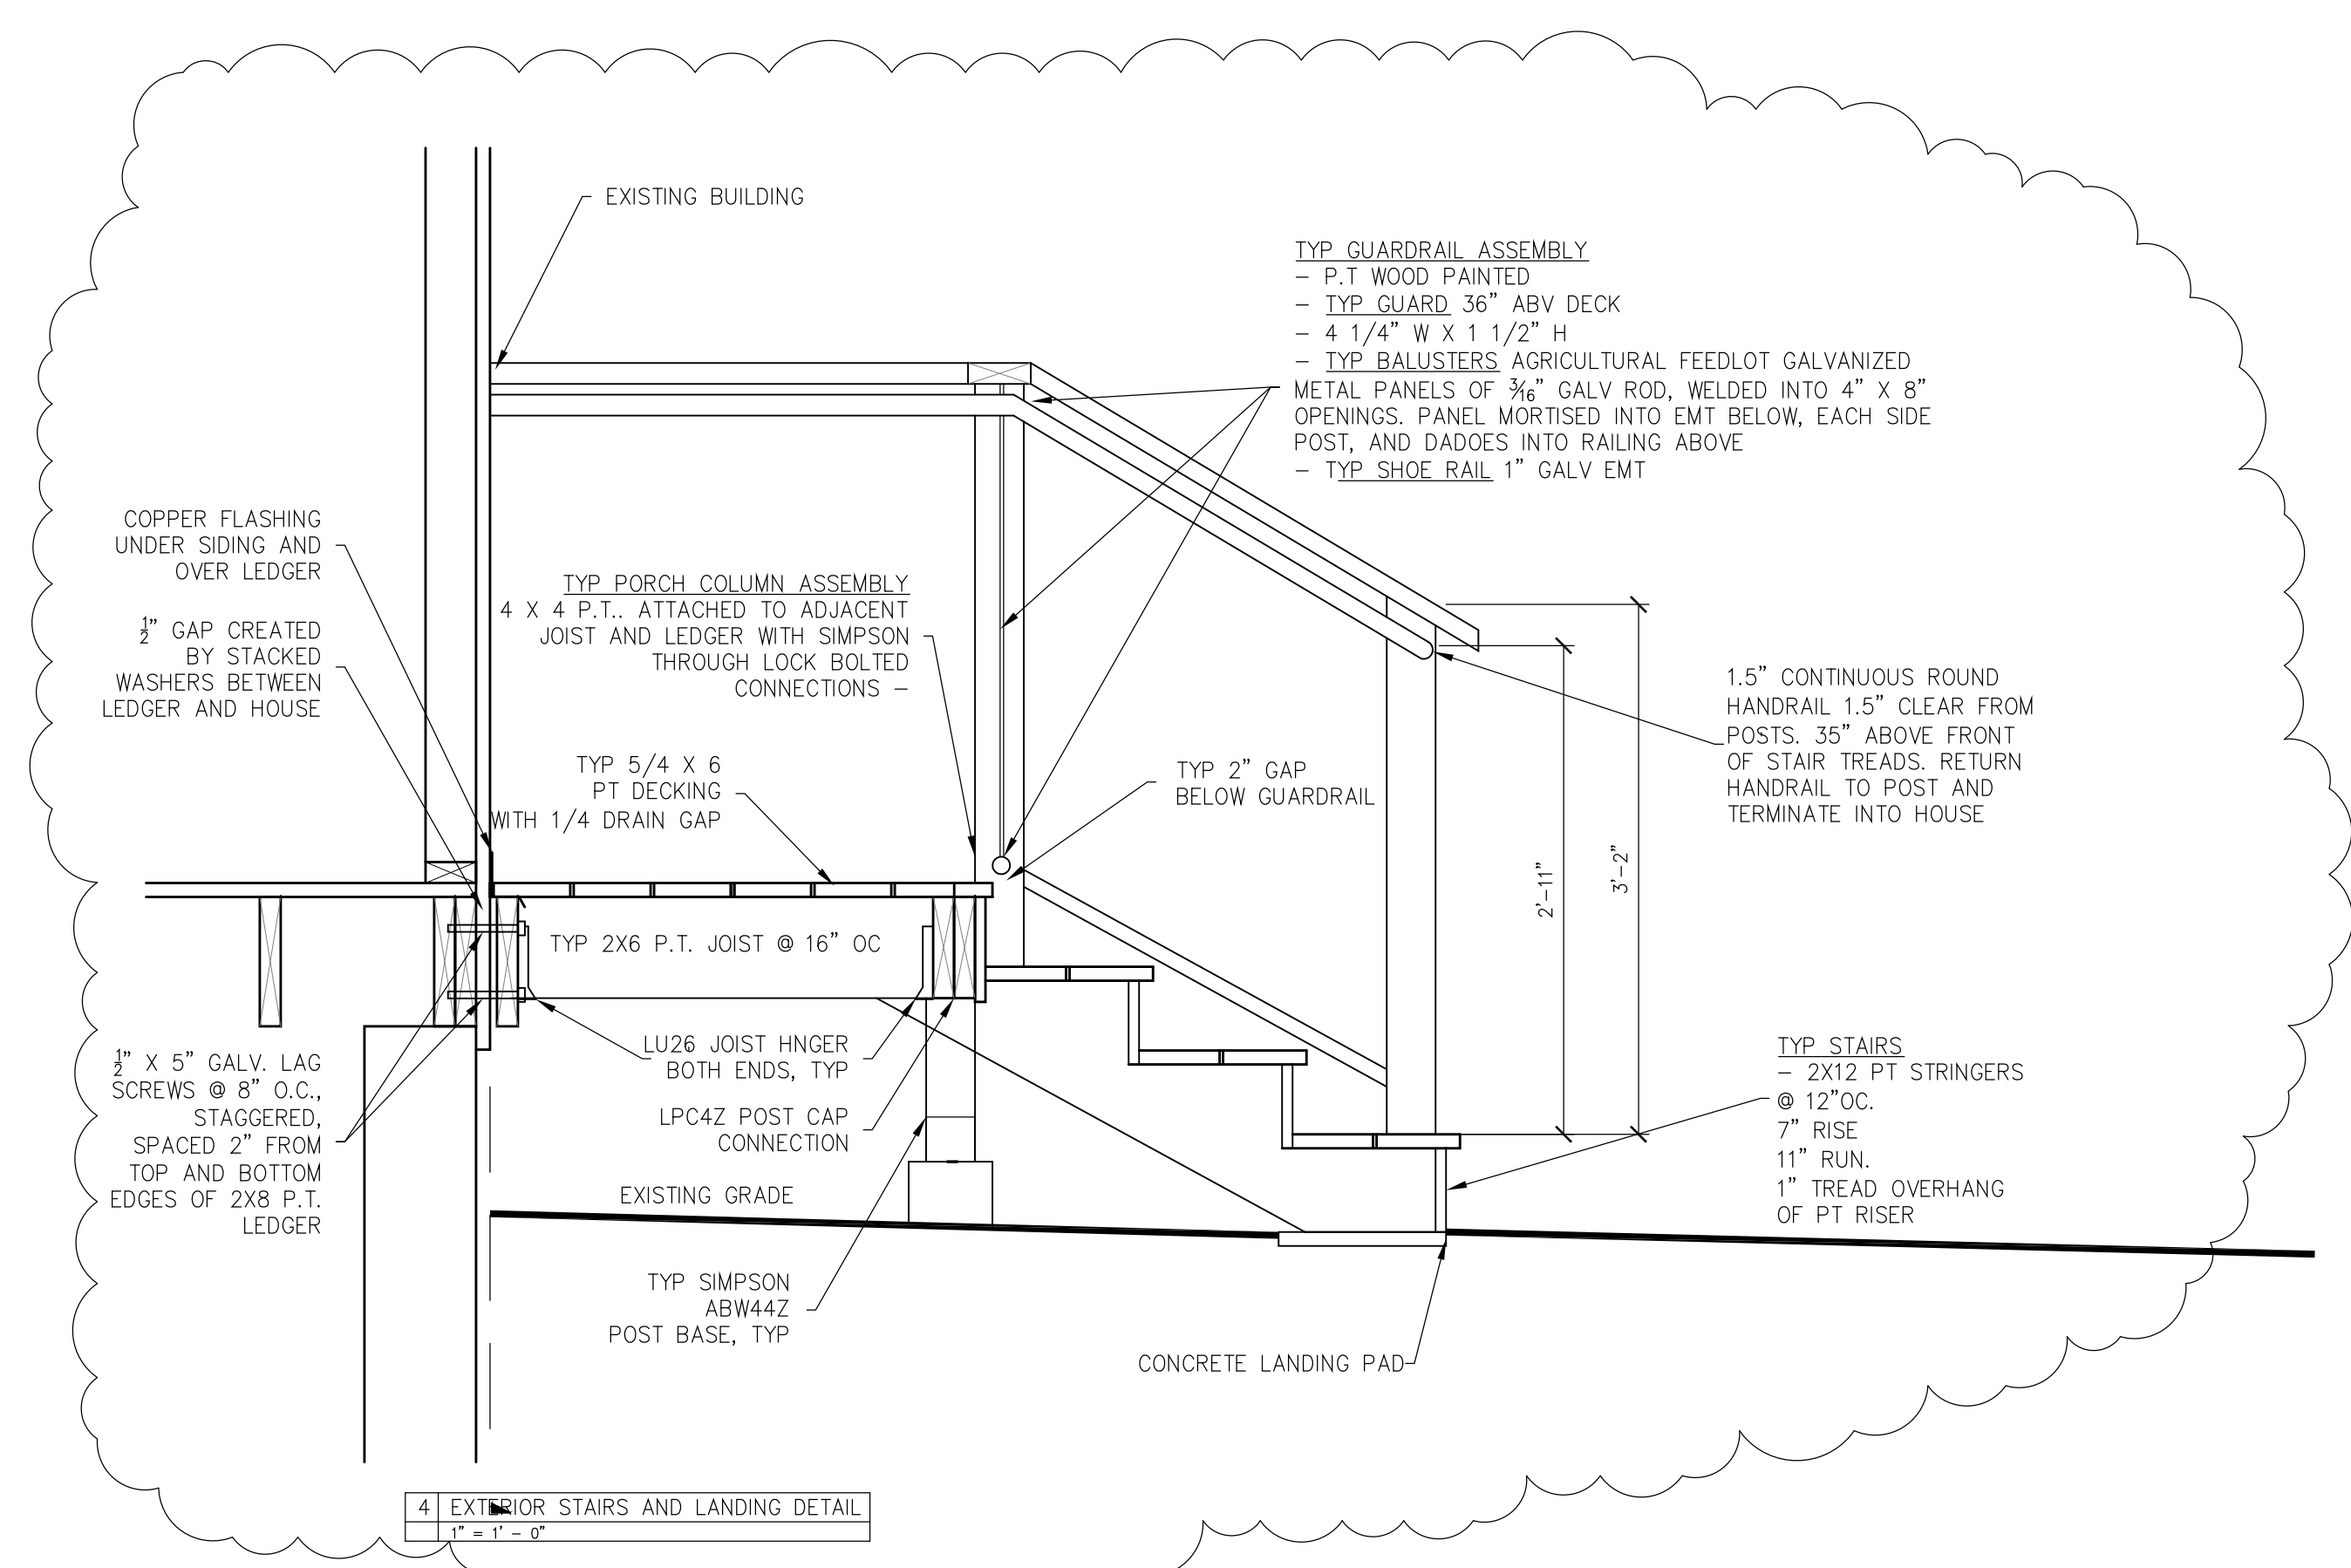 EXISTING BUILDING
TYP GUARDRAIL ASSEMBLY
- P.T WOOD PAINTED
- TYP GUARD 36" ABV DECK
- 4 1/4" W X 1 1/2" H
- TYP BALUSTERS AGRICULTURAL FEEDLOT GALVANIZED
METAL PANELS OF 3/16" GALV ROD, WELDED INTO 4" X 8"
OPENINGS. PANEL MORTISED INTO EMT BELOW, EACH SIDE
POST, AND DADOES INTO RAILING ABOVE
- TYP SHOE RAIL 1" GALV EMT
COPPER FLASHING
UNDER SIDING AND
OVER LEDGER
1/2" GAP CREATED
BY STACKED
WASHERS BETWEEN
LEDGER AND HOUSE
TYP PORCH COLUMN ASSEMBLY
4 X 4 P.T.. ATTACHED TO ADJACENT
JOIST AND LEDGER WITH SIMPSON
THROUGH LOCK BOLTED
CONNECTIONS -
TYP 5/4 X 6
PT DECKING
WITH 1/4 DRAIN GAP
TYP 2" GAP
BELOW GUARDRAIL
1.5" CONTINUOUS ROUND
HANDRAIL 1.5" CLEAR FROM
POSTS. 35" ABOVE FRONT
OF STAIR TREADS. RETURN
HANDRAIL TO POST AND
TERMINATE INTO HOUSE
2'-11"
3'-2"
TYP 2X6 P.T. JOIST @ 16" OC
LU26 JOIST HNGER
BOTH ENDS, TYP
LPC4Z POST CAP
CONNECTION
1/2" X 5" GALV. LAG
SCREWS @ 8" O.C.,
STAGGERED,
SPACED 2" FROM
TOP AND BOTTOM
EDGES OF 2X8 P.T.
LEDGER
EXISTING GRADE
TYP STAIRS
- 2X12 PT STRINGERS
@ 12"OC.
7" RISE
11" RUN.
1" TREAD OVERHANG
OF PT RISER
TYP SIMPSON
ABW44Z
POST BASE, TYP
CONCRETE LANDING PAD
4 EXTERIOR STAIRS AND LANDING DETAIL
1" = 1' - 0"